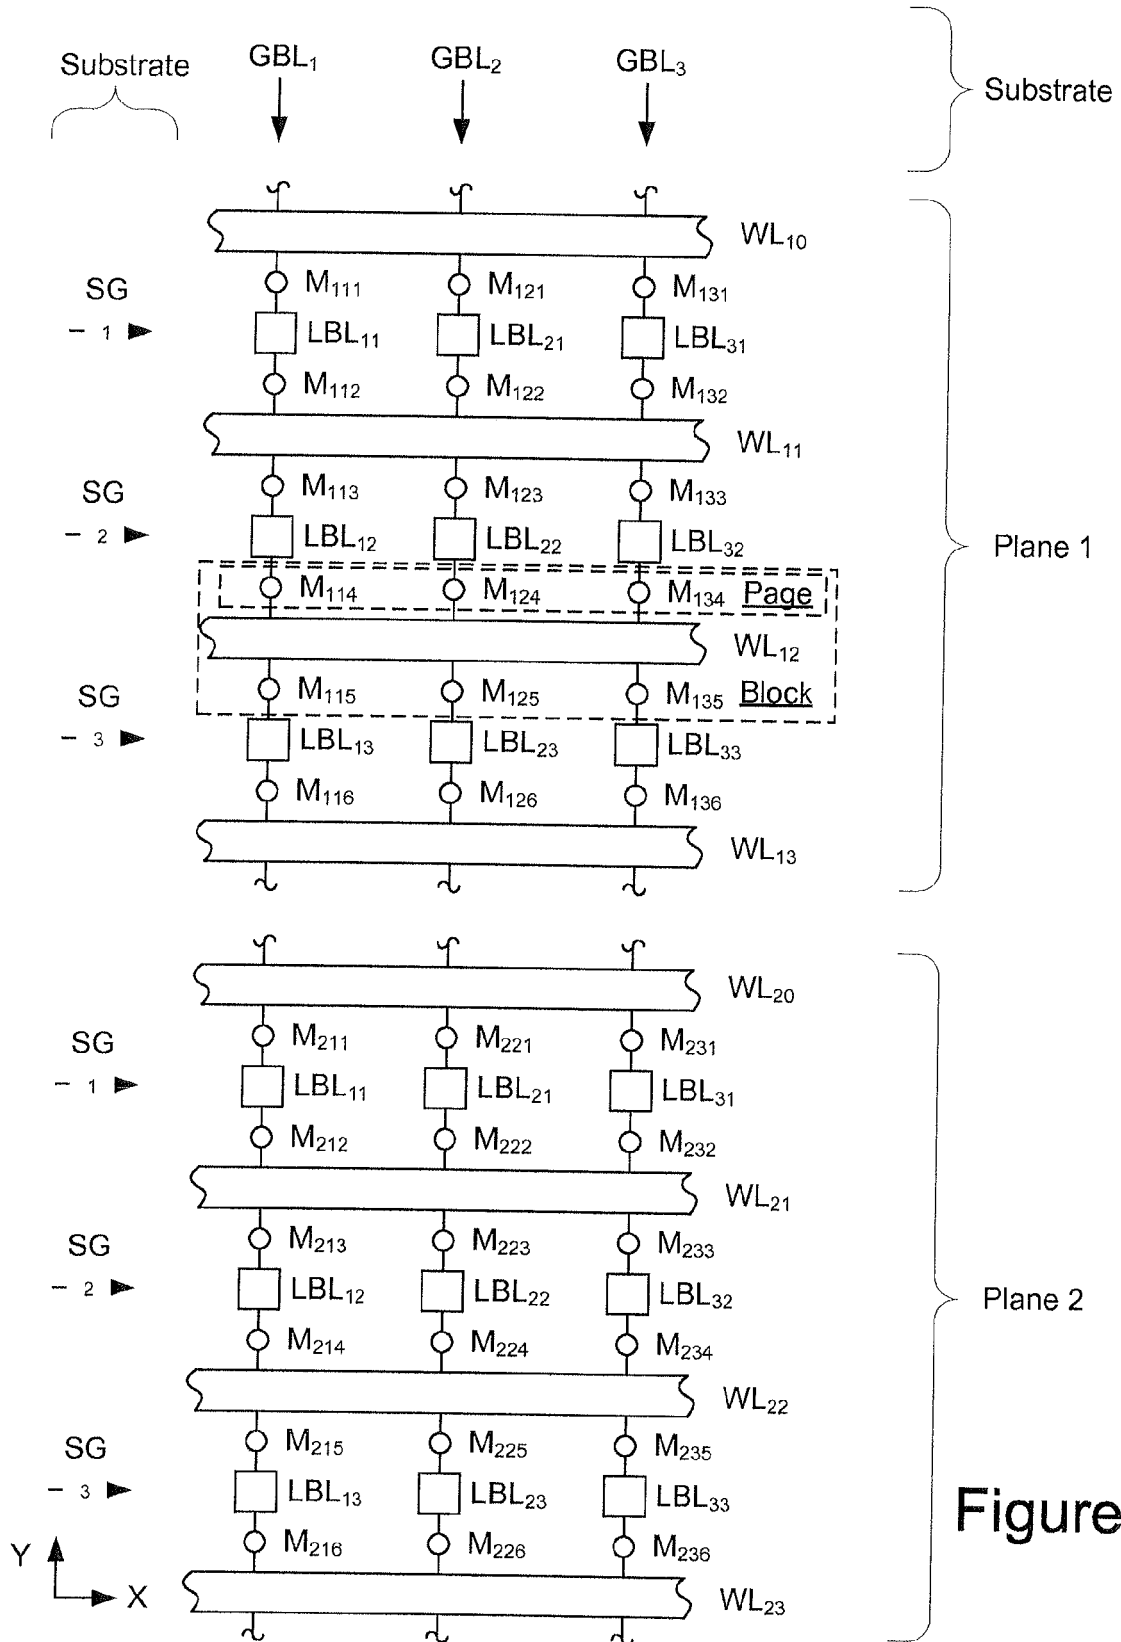 Substrate GBL₁ GBL₂ GBL₃ Substrate
WL₁₀
SG M₁₁₁ M₁₂₁ M₁₃₁
1 LBL₁₁ LBL₂₁ LBL₃₁
M₁₁₂ M₁₂₂ M₁₃₂
WL₁₁
SG M₁₁₃ M₁₂₃ M₁₃₃
2 LBL₁₂ LBL₂₂ LBL₃₂
Plane 1
M₁₁₄ M₁₂₄ M₁₃₄ Page
WL₁₂
SG M₁₁₅ M₁₂₅ M₁₃₅ Block
3 LBL₁₃ LBL₂₃ LBL₃₃
M₁₁₆ M₁₂₆ M₁₃₆
WL₁₃
WL₂₀
SG M₂₁₁ M₂₂₁ M₂₃₁
1 LBL₁₁ LBL₂₁ LBL₃₁
M₂₁₂ M₂₂₂ M₂₃₂
WL₂₁
SG M₂₁₃ M₂₂₃ M₂₃₃
2 LBL₁₂ LBL₂₂ LBL₃₂
Plane 2
M₂₁₄ M₂₂₄ M₂₃₄
WL₂₂
SG M₂₁₅ M₂₂₅ M₂₃₅
3 LBL₁₃ LBL₂₃ LBL₃₃
Figure
M₂₁₆ M₂₂₆ M₂₃₆
Y
X
WL₂₃